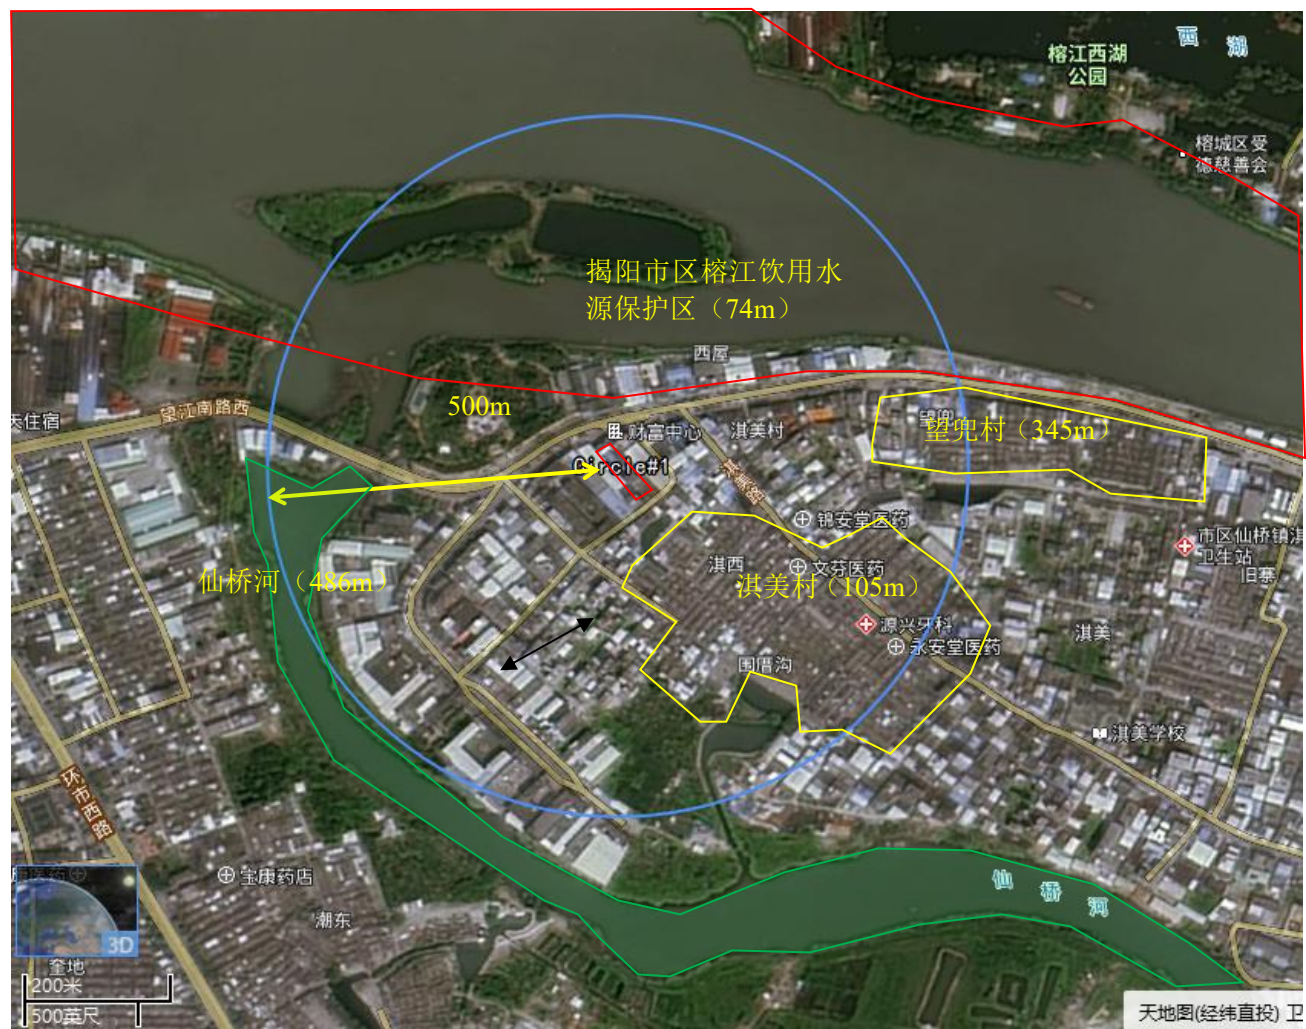 西 湖
榕江西湖
公园
榕城区受
德慈善会
揭阳市区榕江饮用水
源保护区（74m）
西屋
500m
望江南路西
天住宿
财富中心
淇美村
望兜
望兜村（345m）
Circle#1
锦安堂医药
市区仙桥镇淇
卫生站
旧寨
淇西
文芬医药
淇美村（105m）
仙桥河（486m）
源兴牙科
淇美
永安堂医药
围厝沟
淇美学校
环市西路
宝康药店
仙桥河
潮东
3D
奎地
200米
500英尺
天地图(经纬直投) 卫